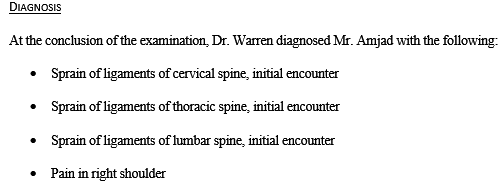 DIAGNOSIS
At the conclusion of the examination, Dr. Warren diagnosed Mr. Amjad with the following:
• Sprain of ligaments of cervical spine, initial encounter
• Sprain of ligaments of thoracic spine, initial encounter
• Sprain of ligaments of lumbar spine, initial encounter
• Pain in right shoulder